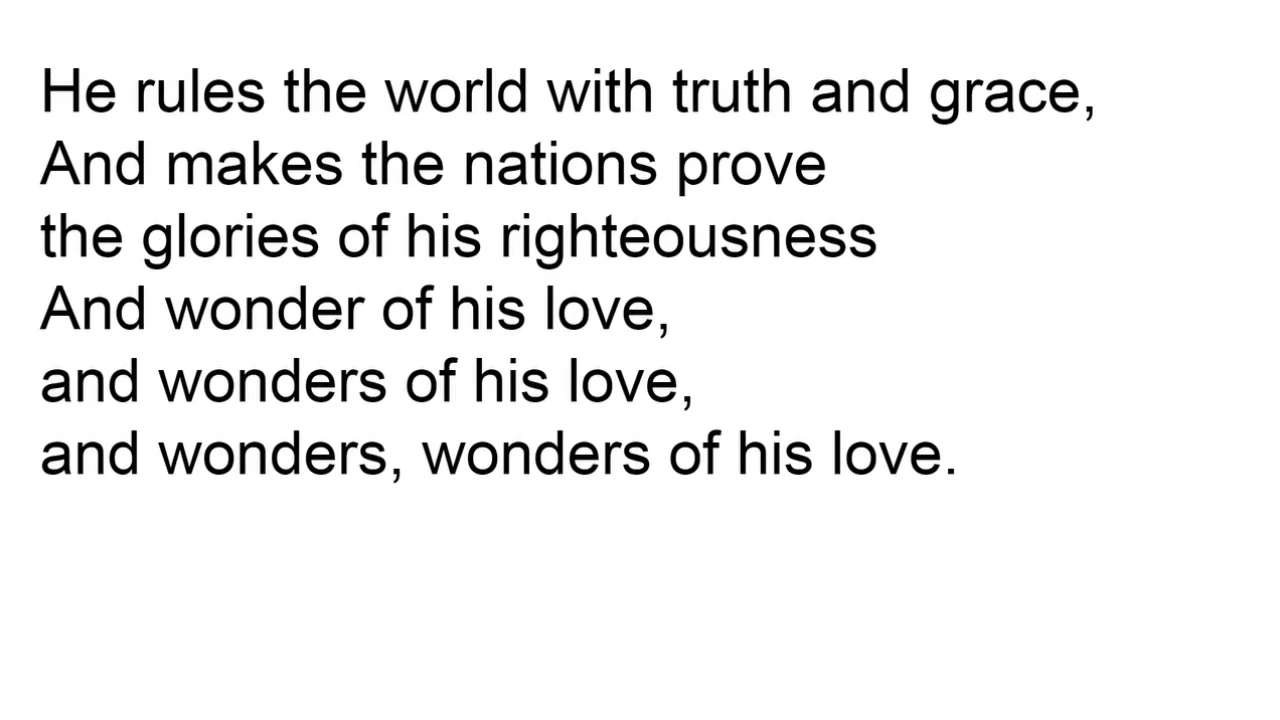 He rules the world with truth and grace,
And makes the nations prove
the glories of his righteousness
And wonder of his love,
and wonders of his love,
and wonders, wonders of his love.